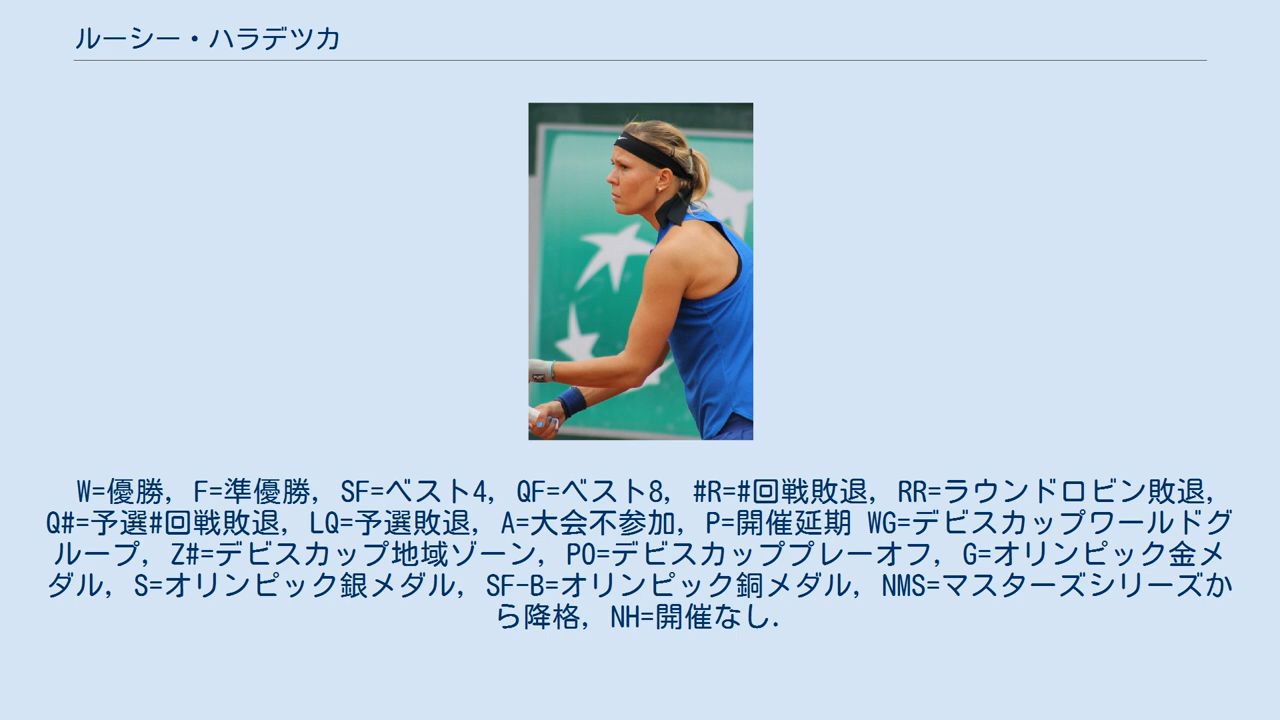 ルーシー・ハラデツカ
W=優勝, F=準優勝, SF=ベスト4, QF=ベスト8, #R=#回戦敗退, RR=ラウンドロビン敗退,
Q#=予選#回戦敗退, LQ=予選敗退, A=大会不参加, P=開催延期 WG=デビスカップワールドグ
ループ, Z#=デビスカップ地域ゾーン, PO=デビスカッププレーオフ, G=オリンピック金メ
ダル, S=オリンピック銀メダル, SF-B=オリンピック銅メダル, NMS=マスターズシリーズか
ら降格, NH=開催なし.